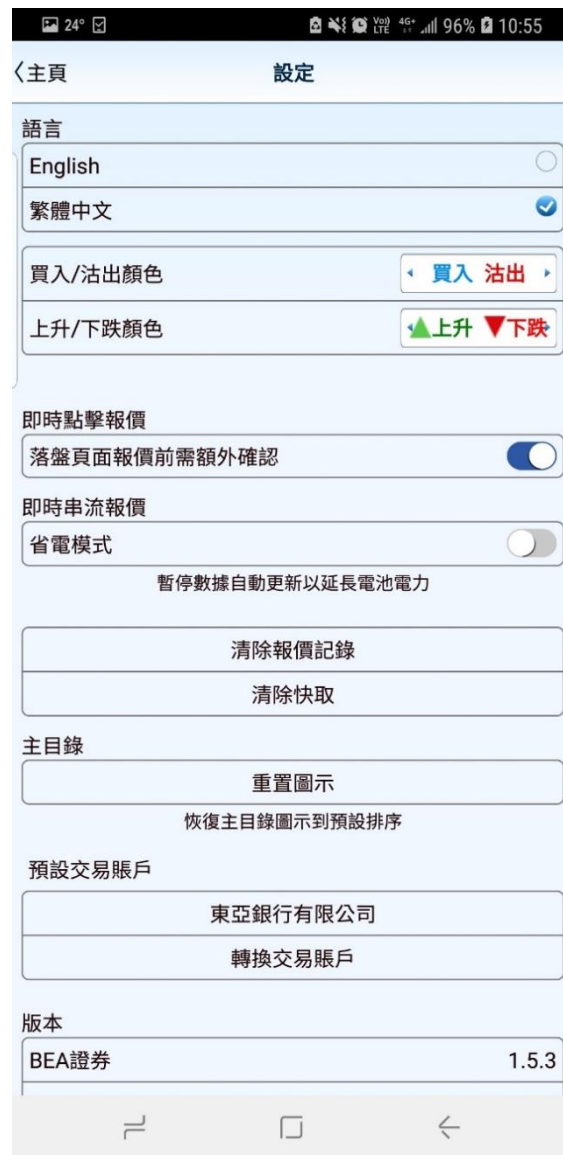 24° 4G+ 96% 10:55
主頁 設定
語言
English
繁體中文
買入/沽出顏色 買入 沽出
上升/下跌顏色 ▲上升 ▼下跌
即時點擊報價
落盤頁面報價前需額外確認
即時串流報價
省電模式
暫停數據自動更新以延長電池電力
清除報價記錄
清除快取
主目錄
重置圖示
恢復主目錄圖示到預設排序
預設交易賬戶
東亞銀行有限公司
轉換交易賬戶
版本
BEA證券 1.5.3